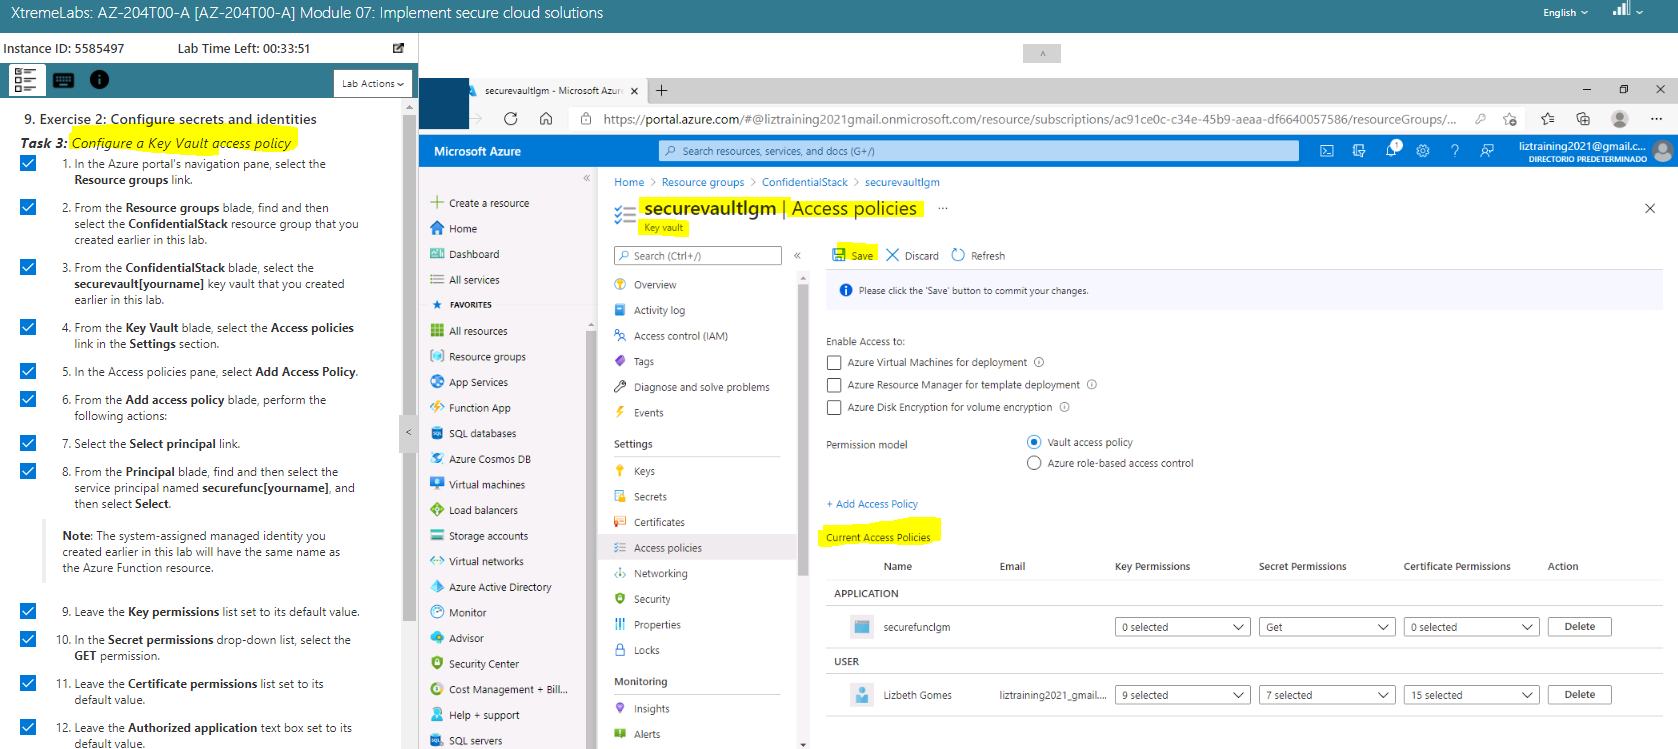 XtremeLabs: AZ-204T00-A [AZ-204T00-A] Module 07: Implement secure cloud solutions
English
Instance ID: 5585497
Lab Time Left: 00:33:51
Lab Actions
9. Exercise 2: Configure secrets and identities
Task 3: Configure a Key Vault access policy
1. In the Azure portal's navigation pane, select the
Resource groups link.
2. From the Resource groups blade, find and then
select the ConfidentialStack resource group that you
created earlier in this lab.
3. From the ConfidentialStack blade, select the
securevault[yourname] key vault that you created
earlier in this lab.
4. From the Key Vault blade, select the Access policies
link in the Settings section.
5. In the Access policies pane, select Add Access Policy.
6. From the Add access policy blade, perform the
following actions:
7. Select the Select principal link.
8. From the Principal blade, find and then select the
service principal named securefunc[yourname], and
then select Select.
Note: The system-assigned managed identity you
created earlier in this lab will have the same name as
the Azure Function resource.
9. Leave the Key permissions list set to its default value.
10. In the Secret permissions drop-down list, select the
GET permission.
11. Leave the Certificate permissions list set to its
default value.
12. Leave the Authorized application text box set to its
default value.
securevaultlgm - Microsoft Azur
https://portal.azure.com/#@liztraining2021gmail.onmicrosoft.com/resource/subscriptions/ac91ce0c-c34e-45b9-aeaa-df6640057586/resourceGroups/...
Microsoft Azure
Search resources, services, and docs (G+/)
1
liztraining2021@gmail.c...
DIRECTORIO PREDETERMINADO
Create a resource
Home
Dashboard
All services
FAVORITES
All resources
Resource groups
App Services
Function App
SQL databases
Azure Cosmos DB
Virtual machines
Load balancers
Storage accounts
Virtual networks
Azure Active Directory
Monitor
Advisor
Security Center
Cost Management + Bill...
Help + support
SQL servers
Home > Resource groups > ConfidentialStack > securevaultlgm
securevaultlgm | Access policies ...
Key vault
Search (Ctrl+/)
Overview
Activity log
Access control (IAM)
Tags
Diagnose and solve problems
Events
Settings
Keys
Secrets
Certificates
Access policies
Networking
Security
Properties
Locks
Monitoring
Insights
Alerts
Save
Discard
Refresh
Please click the 'Save' button to commit your changes.
Enable Access to:
Azure Virtual Machines for deployment
Azure Resource Manager for template deployment
Azure Disk Encryption for volume encryption
Permission model
Vault access policy
Azure role-based access control
+ Add Access Policy
Current Access Policies
Name Email Key Permissions Secret Permissions Certificate Permissions Action
APPLICATION
securefunclgm 0 selected Get 0 selected Delete
USER
Lizbeth Gomes liztraining2021_gmail.... 9 selected 7 selected 15 selected Delete